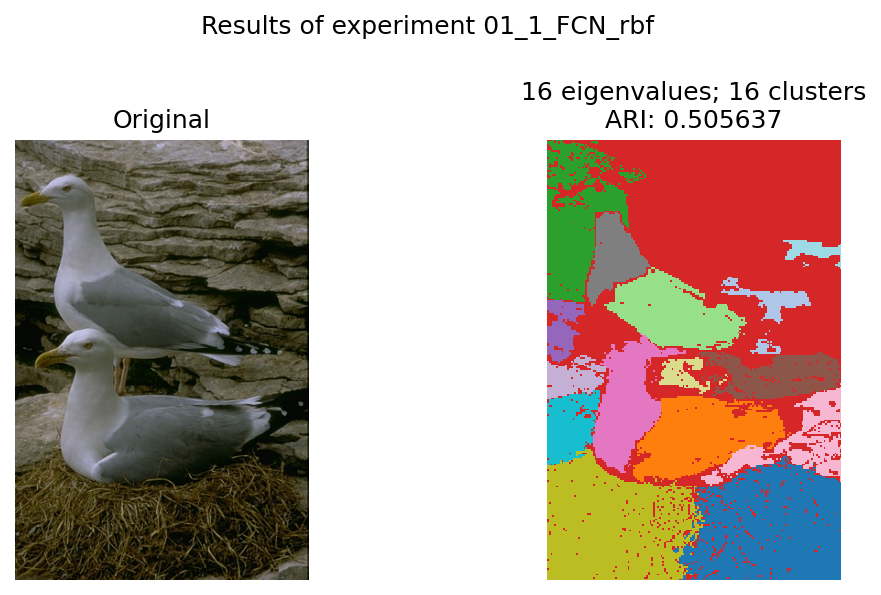 Results of experiment 01_1_FCN_rbf
Original
16 eigenvalues; 16 clusters
ARI: 0.505637